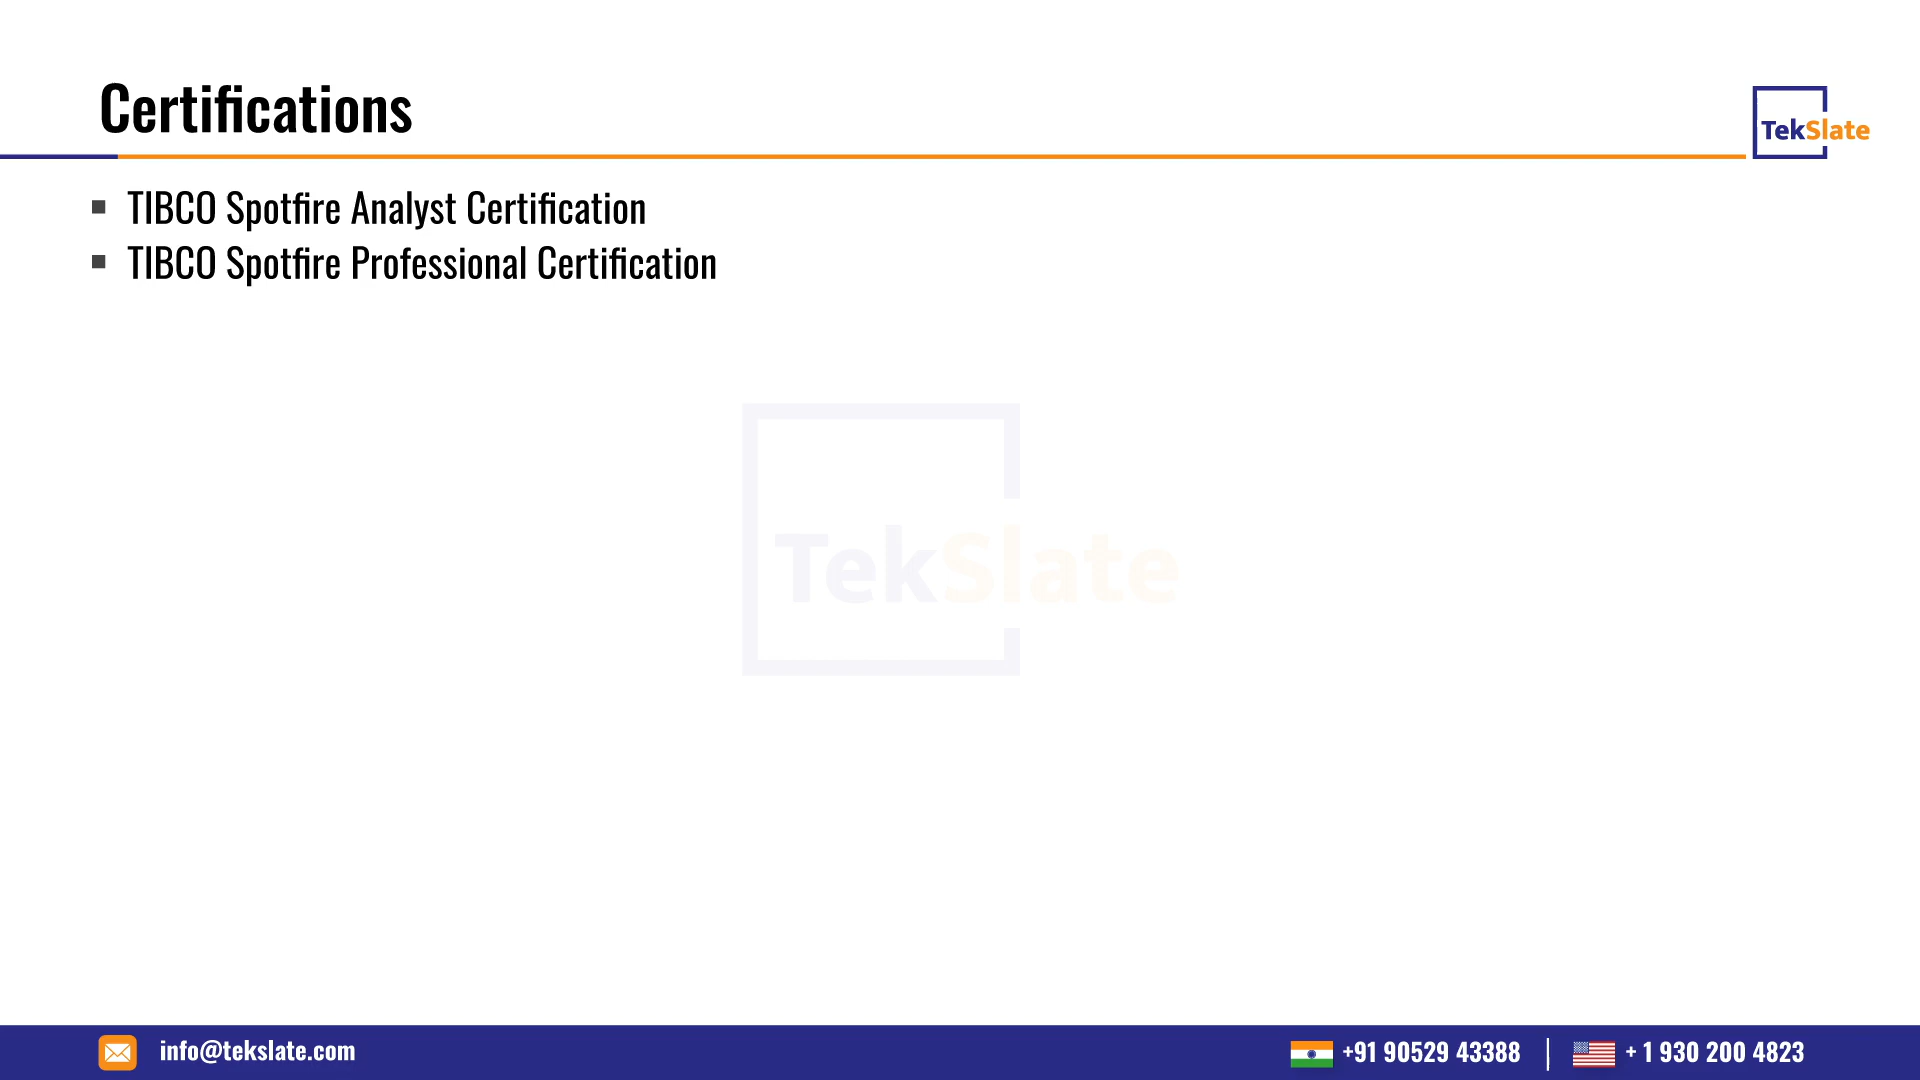 Certifications
TekSlate
TIBCO Spotfire Analyst Certification
TIBCO Spotfire Professional Certification
TekSlate
info@tekslate.com
+91 90529 43388
+ 1 930 200 4823